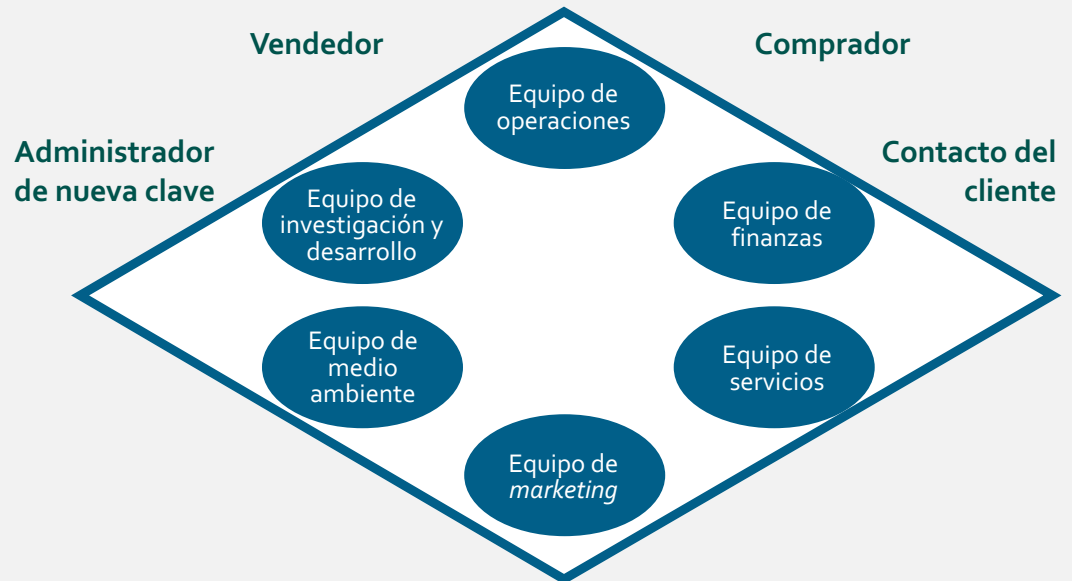 Vendedor
Comprador
Equipo de
operaciones
Administrador
de nueva clave
Contacto del
cliente
Equipo de
investigación y
desarrollo
Equipo de
finanzas
Equipo de
medio
ambiente
Equipo de
servicios
Equipo de
marketing